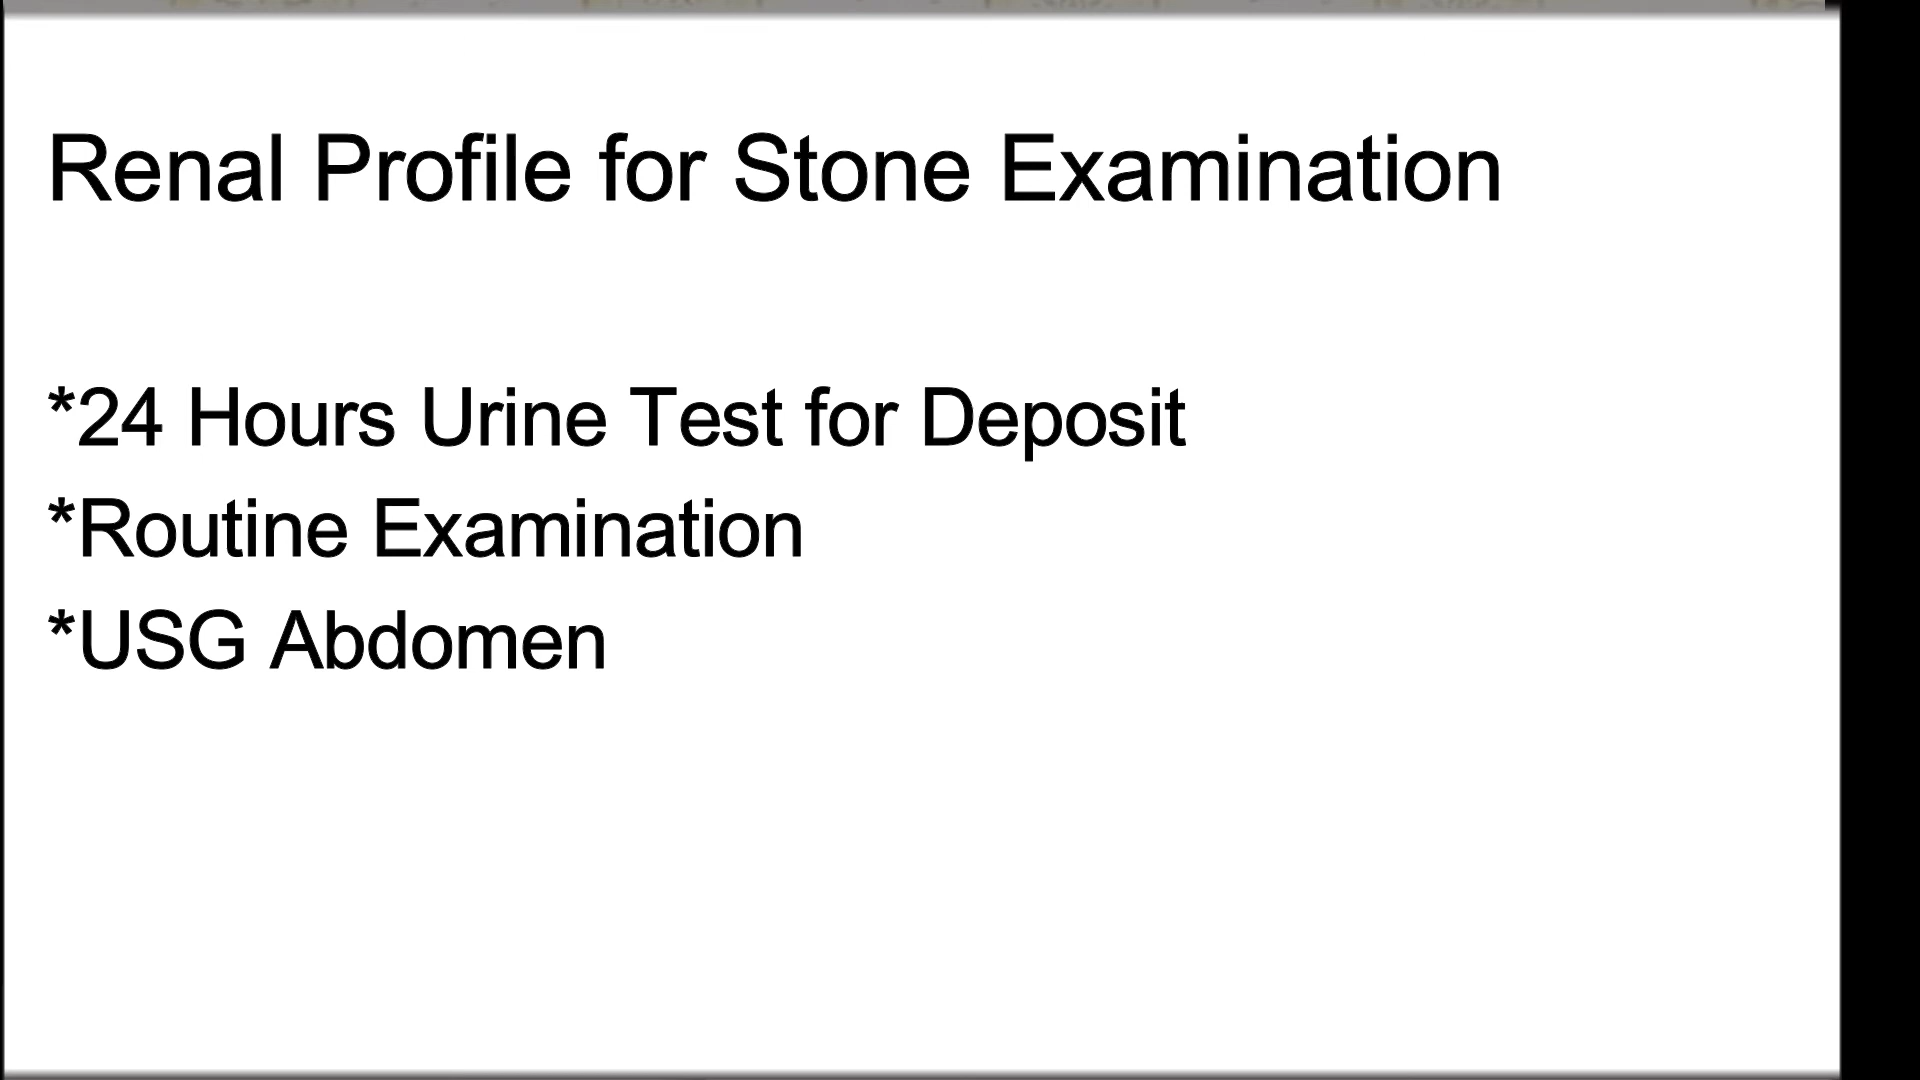 Renal Profile for Stone Examination
*24 Hours Urine Test for Deposit
*Routine Examination
*USG Abdomen